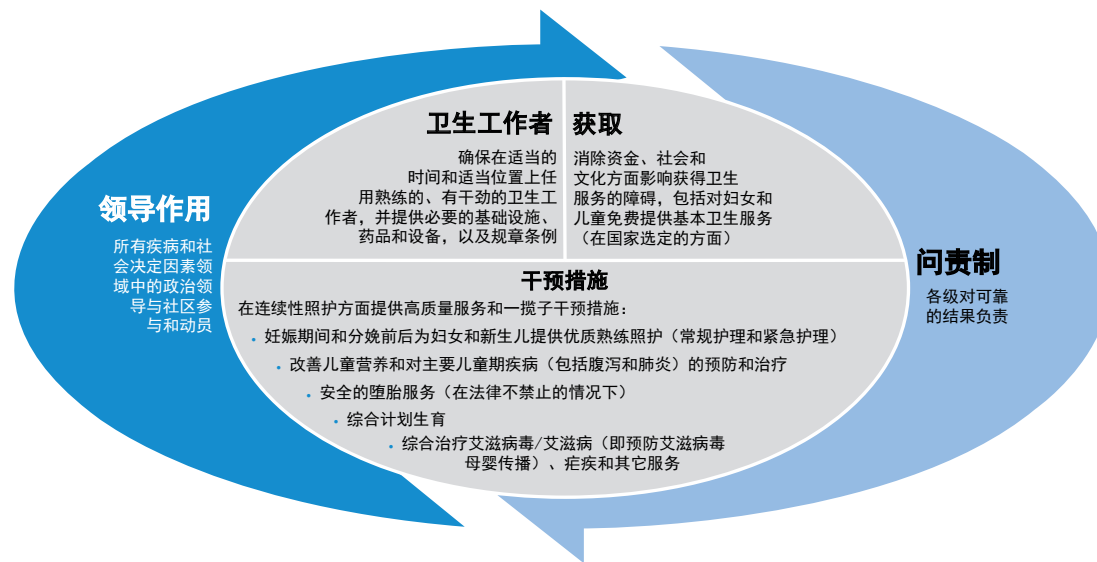 领导作用
所有疾病和社
会决定因素领
域中的政治领
导与社区参
与和动员
卫生工作者
确保在适当的
时间和适当位置上任
用熟练的、有干劲的卫生工
作者，并提供必要的基础设施、
药品和设备，以及规章条例
获取
消除资金、社会和
文化方面影响获得卫生
服务的障碍，包括对妇女和
儿童免费提供基本卫生服务
（在国家选定的方面）
干预措施
在连续性照护方面提供高质量服务和一揽子干预措施：
• 妊娠期间和分娩前后为妇女和新生儿提供优质熟练照护（常规护理和紧急护理）
• 改善儿童营养和对主要儿童期疾病（包括腹泻和肺炎）的预防和治疗
• 安全的堕胎服务（在法律不禁止的情况下）
• 综合计划生育
• 综合治疗艾滋病毒/艾滋病（即预防艾滋病毒
母婴传播）、疟疾和其它服务
问责制
各级对可靠
的结果负责